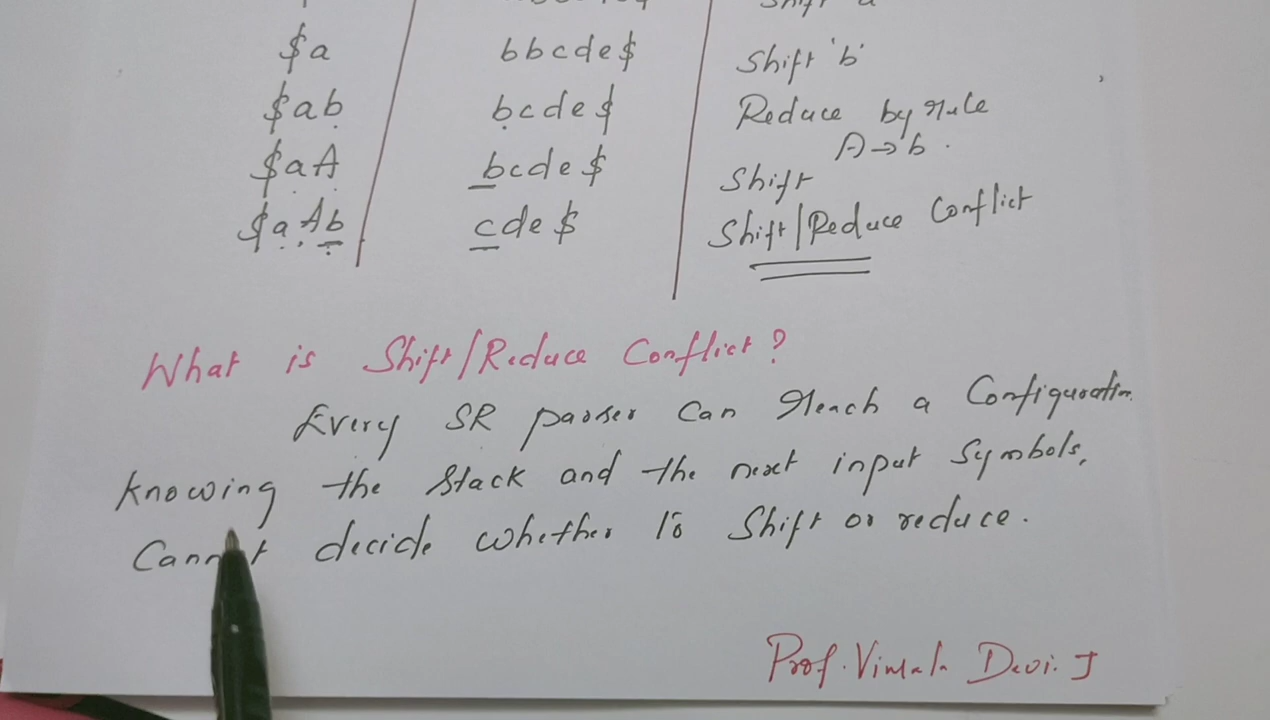 $a bbcde$ Shift 'b'
$ab bcde$ Reduce by rule
A→b.
$aA bcde$ Shift
$aAb cde$ Shift/Reduce Conflict
What is Shift/Reduce Conflict?
Every SR parser can reach a Configuration
knowing the Stack and the next input Symbols,
Cannot decide whether to Shift or reduce.
Prof. Vimala Devi. J